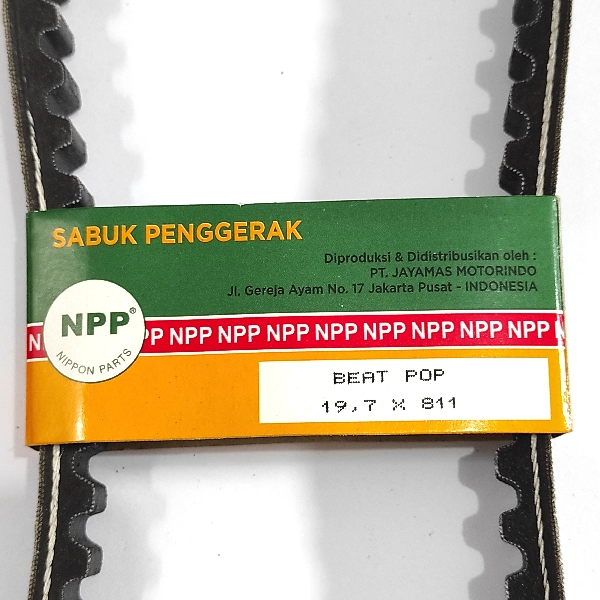 SABUK PENGGERAK
Diproduksi & Didistribusikan oleh :
PT. JAYAMAS MOTORINDO
Jl. Gereja Ayam No. 17 Jakarta Pusat - INDONESIA
NPP®
NIPPON PARTS
NPP NPP NPP NPP NPP NPP NPP NPP
BEAT POP
19,7 X 811